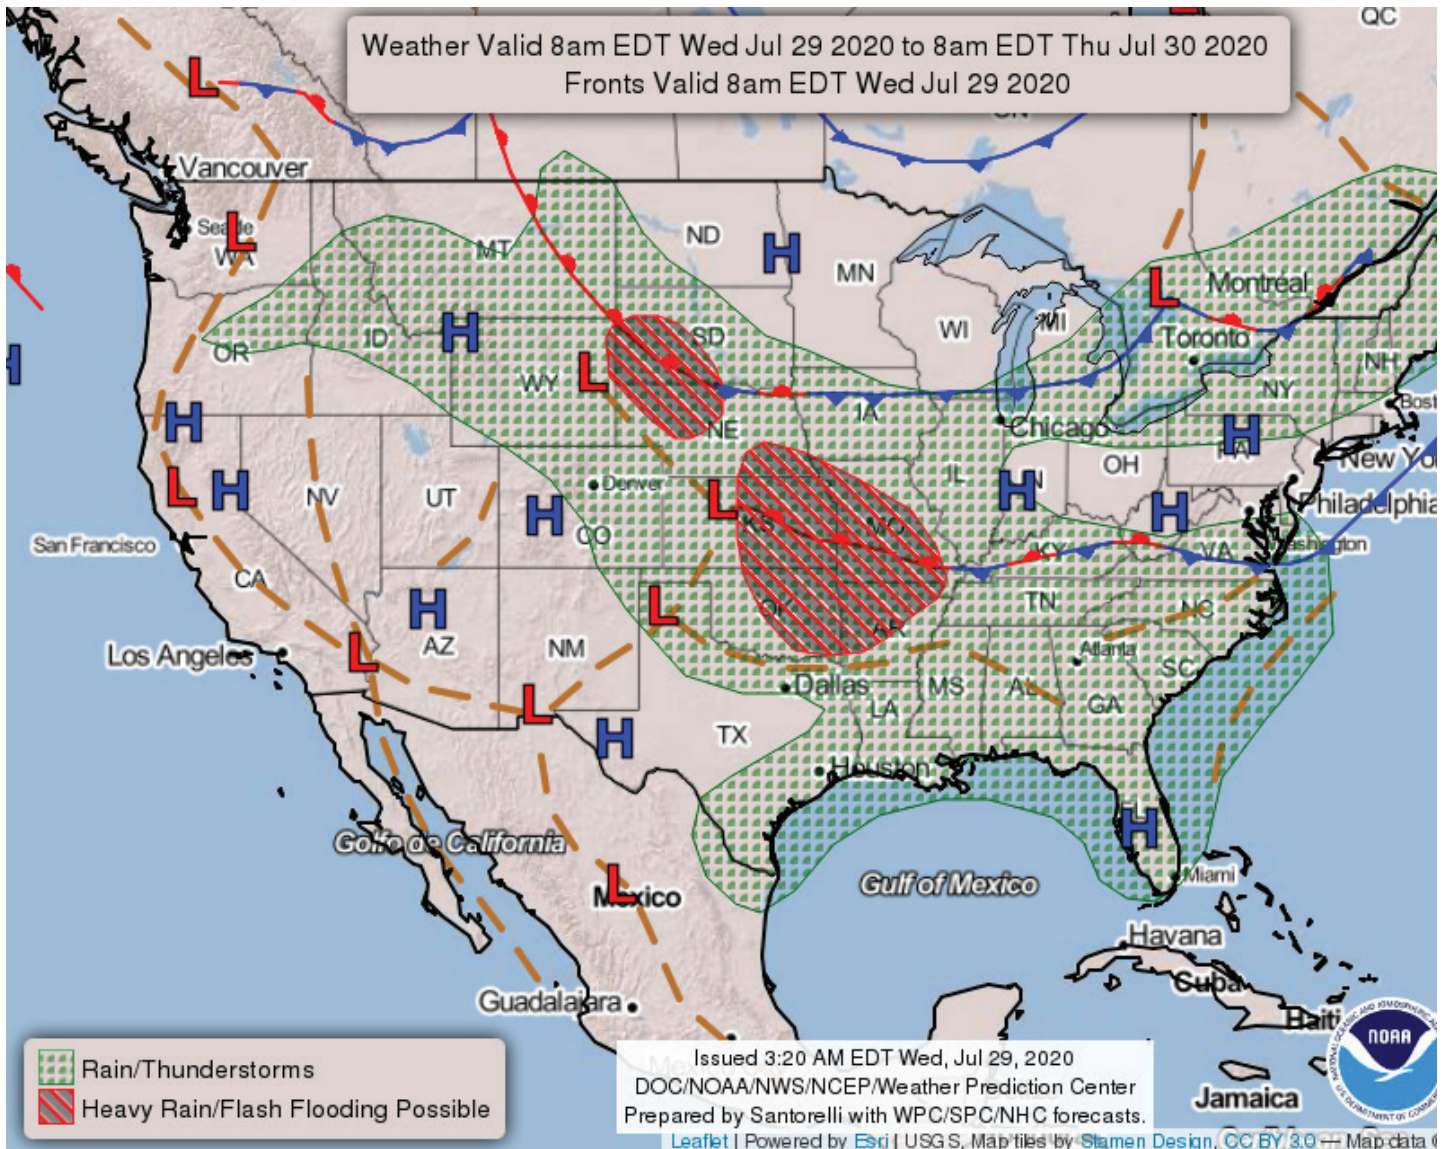 QC
Weather Valid 8am EDT Wed Jul 29 2020 to 8am EDT Thu Jul 30 2020
Fronts Valid 8am EDT Wed Jul 29 2020
L
Vancouver
L
WA
MT
ND
H
MN
L
Montréal
H
OR
ID
H
SD
WI
MI
Toronto
L
WY
NE
IA
NY
NH
H
Chicago
H
Bost
New Yo
L
H
NV
UT
Denver
L
IL
H
OH
Philadelphia
San Francisco
H
CO
KS
MO
KY
H
VA
Washington
CA
H
AZ
NM
L
OK
TN
NC
Los Angeles
L
Atlanta
SC
L
H
TX
Dallas
LA
MS
AL
GA
Houston
H
Golfo de California
L
Mexico
Gulf of Mexico
Miami
Havana
Cuba
Guadalajara
Haiti
NOAA
Rain/Thunderstorms
Heavy Rain/Flash Flooding Possible
Issued 3:20 AM EDT Wed, Jul 29, 2020
DOC/NOAA/NWS/NCEP/Weather Prediction Center
Prepared by Santorelli with WPC/SPC/NHC forecasts.
Jamaica
Leaflet | Powered by Esri | USGS, Map tiles by Stamen Design, CC BY 3.0 — Map data ©